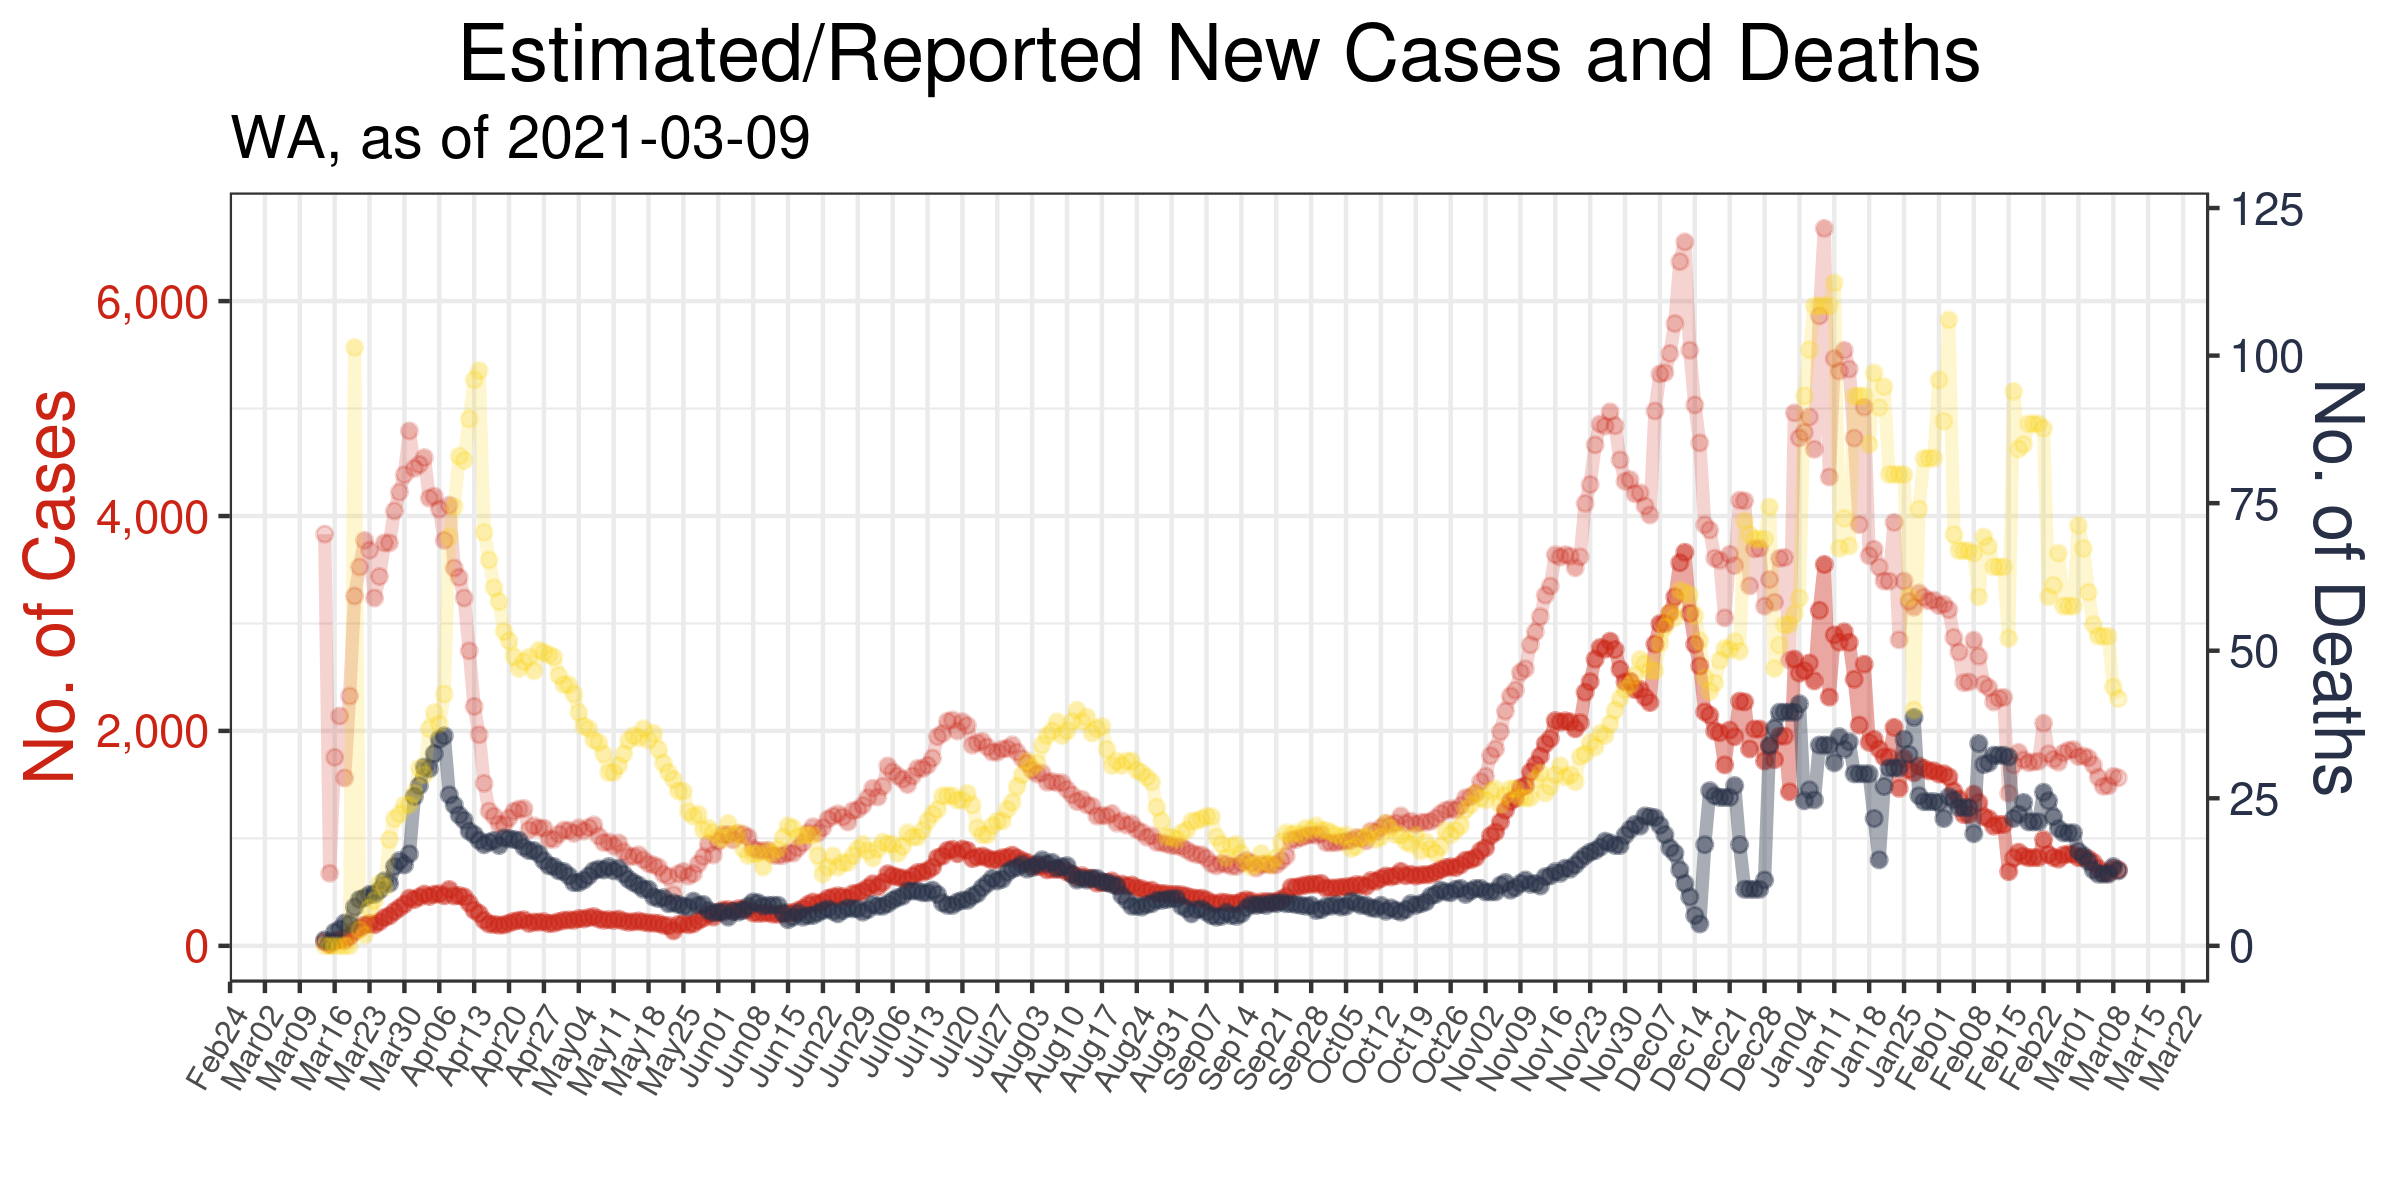 Estimated/Reported New Cases and Deaths
WA, as of 2021-03-09
No. of Cases
6,000
4,000
2,000
0
125
100
75
50
25
0
No. of Deaths
Feb24
Mar02
Mar09
Mar16
Mar23
Mar30
Apr06
Apr13
Apr20
Apr27
May04
May11
May18
May25
Jun01
Jun08
Jun15
Jun22
Jun29
Jul06
Jul13
Jul20
Jul27
Aug03
Aug10
Aug17
Aug24
Aug31
Sep07
Sep14
Sep21
Sep28
Oct05
Oct12
Oct19
Oct26
Nov02
Nov09
Nov16
Nov23
Nov30
Dec07
Dec14
Dec21
Dec28
Jan04
Jan11
Jan18
Jan25
Feb01
Feb08
Feb15
Feb22
Mar01
Mar08
Mar15
Mar22